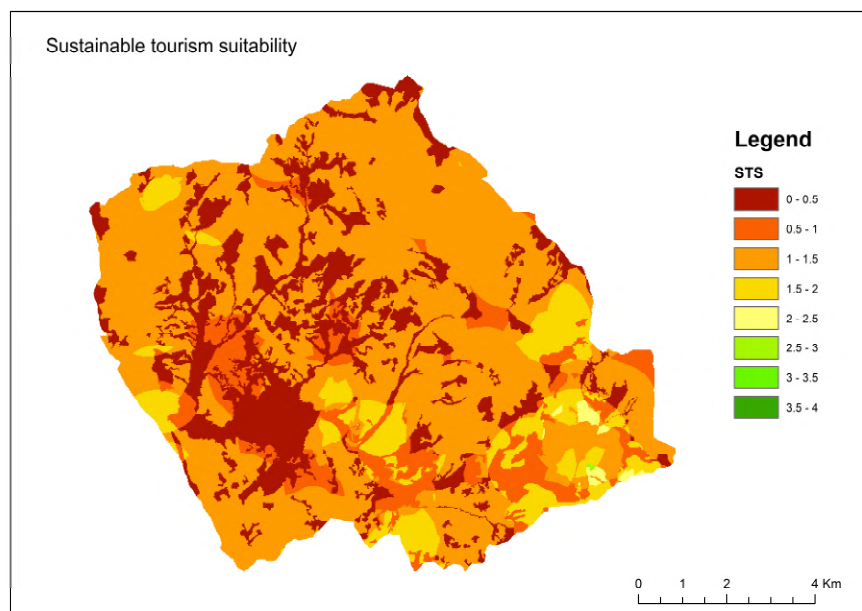 Sustainable tourism suitability
Legend
STS
0 - 0.5
0.5 - 1
1 - 1.5
1.5 - 2
2 - 2.5
2.5 - 3
3 - 3.5
3.5 - 4
0 1 2 4 Km